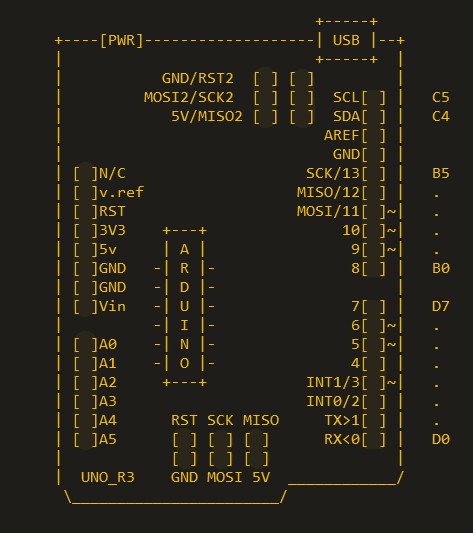 +-----+
+----[PWR]-------------------| USB |--+
|                            +-----+  |
|           GND/RST2  [ ] [ ]         |
|         MOSI2/SCK2  [ ] [ ]  SCL[ ] |   C5
|            5V/MISO2 [ ] [ ]  SDA[ ] |   C4
|                             AREF[ ] |
|                              GND[ ] |
| [ ]N/C                    SCK/13[ ] |   B5
| [ ]v.ref                 MISO/12[ ] |   .
| [ ]RST                   MOSI/11[ ]~|   .
| [ ]3V3    +---+               10[ ]~|   .
| [ ]5v     | A |                9[ ]~|   .
| [ ]GND   -| R |-               8[ ] |   B0
| [ ]GND   -| D |-                    |
| [ ]Vin   -| U |-               7[ ] |   D7
|          -| I |-               6[ ]~|   .
| [ ]A0    -| N |-               5[ ]~|   .
| [ ]A1    -| O |-               4[ ] |   .
| [ ]A2     +---+           INT1/3[ ]~|   .
| [ ]A3                     INT0/2[ ] |   .
| [ ]A4      RST SCK MISO     TX>1[ ] |   .
| [ ]A5      [ ] [ ] [ ]      RX<0[ ] |   D0
|            [ ] [ ] [ ]              |
|  UNO_R3    GND MOSI 5V  ____________/
 \_______________________/